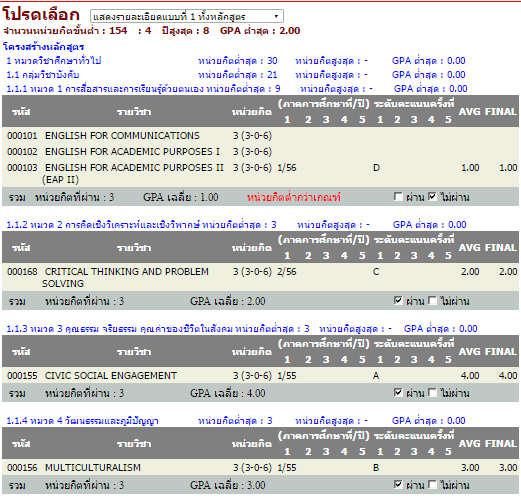 โปรดเลือก แสดงรายละเอียดแบบที่ 1 ทั้งหลักสูตร
จำนวนหน่วยกิตขั้นต่ำ : 154 : 4 ปีสูงสุด : 8 GPA ต่ำสุด : 2.00
โครงสร้างหลักสูตร
1 หมวดวิชาศึกษาทั่วไป หน่วยกิตต่ำสุด : 30 หน่วยกิตสูงสุด : - GPA ต่ำสุด : 0.00
1.1 กลุ่มวิชาบังคับ หน่วยกิตต่ำสุด : 21 หน่วยกิตสูงสุด : - GPA ต่ำสุด : 0.00
1.1.1 หมวด 1 การสื่อสารและการเรียนรู้ด้วยตนเอง หน่วยกิตต่ำสุด : 9 หน่วยกิตสูงสุด : - GPA ต่ำสุด : 0.00
รหัส รายวิชา หน่วยกิต (ภาคการศึกษาที่/ปี) ระดับคะแนนครั้งที่ AVG FINAL
1 2 3 4 5 1 2 3 4 5
000101 ENGLISH FOR COMMUNICATIONS 3 (3-0-6)
000102 ENGLISH FOR ACADEMIC PURPOSES I 3 (3-0-6)
000103 ENGLISH FOR ACADEMIC PURPOSES II 3 (3-0-6) 1/56 D 1.00 1.00
(EAP II)
รวม หน่วยกิตที่ผ่าน : 3 GPA เฉลี่ย : 1.00 หน่วยกิตต่ำกว่าเกณฑ์ ผ่าน ไม่ผ่าน
1.1.2 หมวด 2 การคิดเชิงวิเคราะห์และเชิงวิพากษ์ หน่วยกิตต่ำสุด : 3 หน่วยกิตสูงสุด : - GPA ต่ำสุด : 0.00
รหัส รายวิชา หน่วยกิต (ภาคการศึกษาที่/ปี) ระดับคะแนนครั้งที่ AVG FINAL
1 2 3 4 5 1 2 3 4 5
000168 CRITICAL THINKING AND PROBLEM 3 (3-0-6) 2/56 C 2.00 2.00
SOLVING
รวม หน่วยกิตที่ผ่าน : 3 GPA เฉลี่ย : 2.00 ผ่าน ไม่ผ่าน
1.1.3 หมวด 3 คุณธรรม จริยธรรม คุณค่าของชีวิตในสังคม หน่วยกิตต่ำสุด : 3 หน่วยกิตสูงสุด : - GPA ต่ำสุด : 0.00
รหัส รายวิชา หน่วยกิต (ภาคการศึกษาที่/ปี) ระดับคะแนนครั้งที่ AVG FINAL
1 2 3 4 5 1 2 3 4 5
000155 CIVIC SOCIAL ENGAGEMENT 3 (3-0-6) 1/55 A 4.00 4.00
รวม หน่วยกิตที่ผ่าน : 3 GPA เฉลี่ย : 4.00 ผ่าน ไม่ผ่าน
1.1.4 หมวด 4 วัฒนธรรมและภูมิปัญญา หน่วยกิตต่ำสุด : 3 หน่วยกิตสูงสุด : - GPA ต่ำสุด : 0.00
รหัส รายวิชา หน่วยกิต (ภาคการศึกษาที่/ปี) ระดับคะแนนครั้งที่ AVG FINAL
1 2 3 4 5 1 2 3 4 5
000156 MULTICULTURALISM 3 (3-0-6) 1/55 B 3.00 3.00
รวม หน่วยกิตที่ผ่าน : 3 GPA เฉลี่ย : 3.00 ผ่าน ไม่ผ่าน